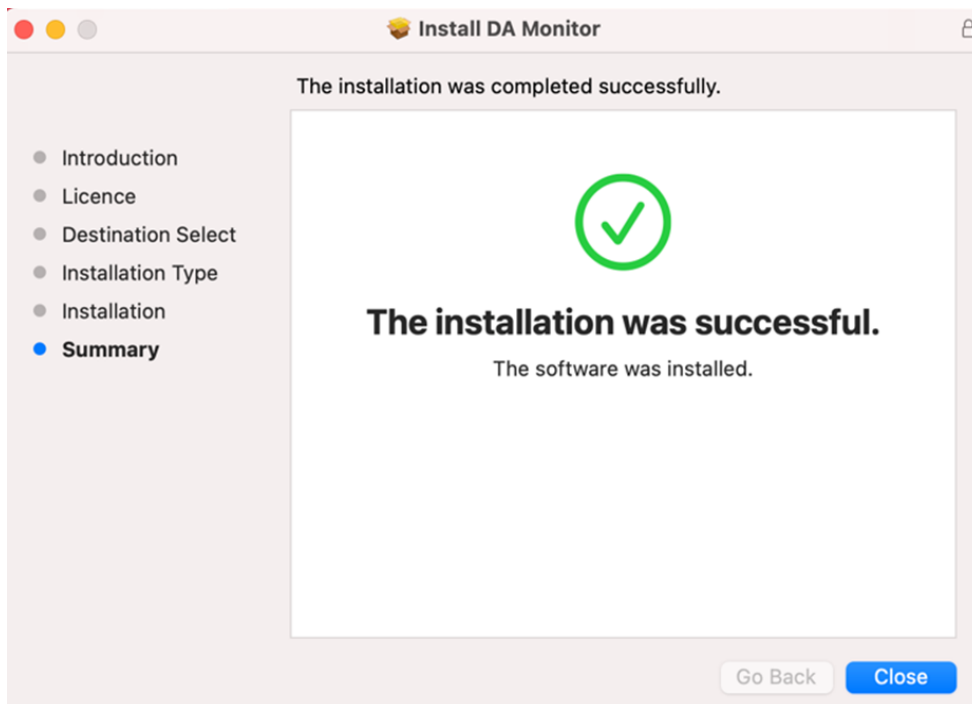 Install DA Monitor
The installation was completed successfully.
Introduction
Licence
Destination Select
Installation Type
Installation
Summary
The installation was successful.
The software was installed.
Go Back
Close